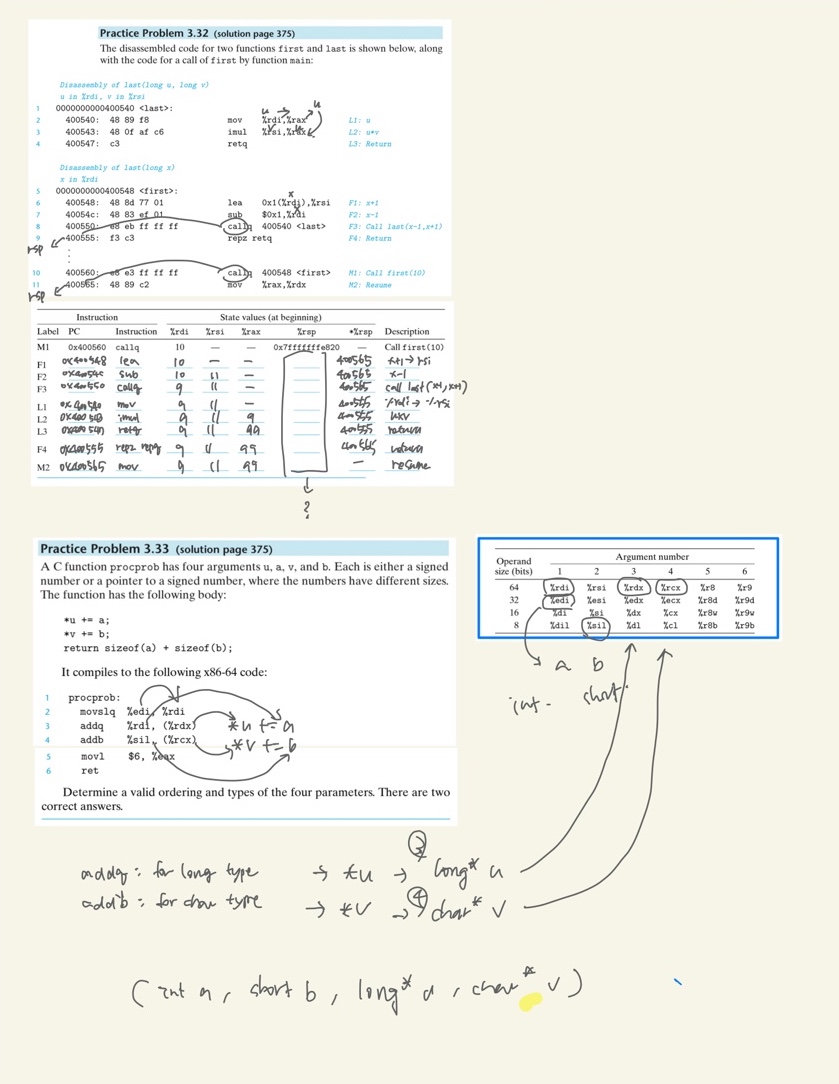 Practice Problem 3.32 (solution page 375)
The disassembled code for two functions first and last is shown below, along
with the code for a call of first by function main:
Disassembly of last(long u, long v)
u in %rdi, v in %rsi
u → u
1 0000000000400540 <last>:
2 400540: 48 89 f8 mov %rdi,%rax L1: u
3 400543: 48 0f af c6 imul %rsi,%rax L2: u*v
4 400547: c3 retq L3: Return
Disassembly of last(long x)
x in %rdi
5 0000000000400548 <first>:
x
6 400548: 48 8d 77 01 lea 0x1(%rdi),%rsi F1: x+1
7 40054c: 48 83 ef 01 sub $0x1,%rdi F2: x-1
8 400550: e8 eb ff ff ff callq 400540 <last> F3: Call last(x-1,x+1)
9 400555: f3 c3 repz retq F4: Return
rsp
10 400560: e8 e3 ff ff ff callq 400548 <first> M1: Call first(10)
11 400565: 48 89 c2 mov %rax,%rdx M2: Resume
rsp
Instruction State values (at beginning)
Label PC Instruction %rdi %rsi %rax %rsp *%rsp Description
M1 0x400560 callq 10 — — 0x7fffffffe820 — Call first(10)
F1 0x400548 lea 10 — — 400565 x+1 → rsi
F2 0x40054c sub 10 11 — 400565 x-1
F3 0x400550 callq 9 11 — 400565 call last(x-1, x+1)
L1 0x400540 mov 9 11 — 400555
L2 0x400543 imul 9 11 9 400555 u×v
L3 0x400547 retq 9 11 99 400555 return
F4 0x400555 repz repq 9 11 99 400565 return
M2 0x400565 mov 9 11 99 — resume
?
Practice Problem 3.33 (solution page 375)
A C function procprob has four arguments u, a, v, and b. Each is either a signed
number or a pointer to a signed number, where the numbers have different sizes.
The function has the following body:
*u += a;
*v += b;
return sizeof(a) + sizeof(b);
It compiles to the following x86-64 code:
1 procprob:
2 movslq %edi, %rdi
3 addq %rdi, (%rdx) *u += a
4 addb %sil, (%rcx) *v += b
5 movl $6, %eax
6 ret
Determine a valid ordering and types of the four parameters. There are two
correct answers.
Operand Argument number
size (bits) 1 2 3 4 5 6
64 %rdi %rsi %rdx %rcx %r8 %r9
32 %edi %esi %edx %ecx %r8d %r9d
16 %di %si %dx %cx %r8w %r9w
8 %dil %sil %dl %cl %r8b %r9b
a b
int - short.
addq : for long type → *u → ③ long* u
addb : for char type → *v → ④ char* v
(int a, short b, long* u, char* v)